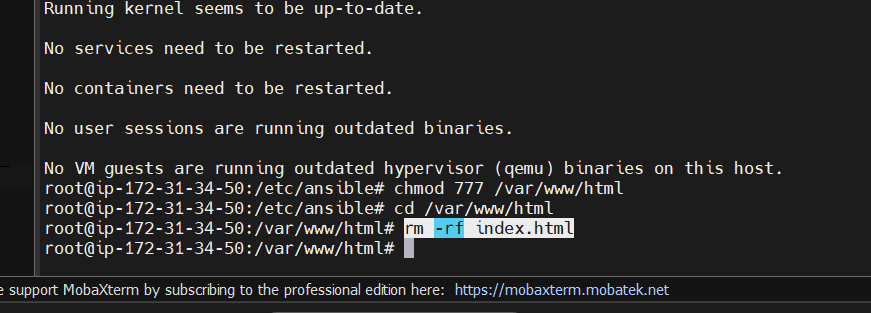 Running kernel seems to be up-to-date.
No services need to be restarted.
No containers need to be restarted.
No user sessions are running outdated binaries.
No VM guests are running outdated hypervisor (qemu) binaries on this host.
root@ip-172-31-34-50:/etc/ansible# chmod 777 /var/www/html
root@ip-172-31-34-50:/etc/ansible# cd /var/www/html
root@ip-172-31-34-50:/var/www/html# rm -rf index.html
root@ip-172-31-34-50:/var/www/html#
e support MobaXterm by subscribing to the professional edition here: https://mobaxterm.mobatek.net